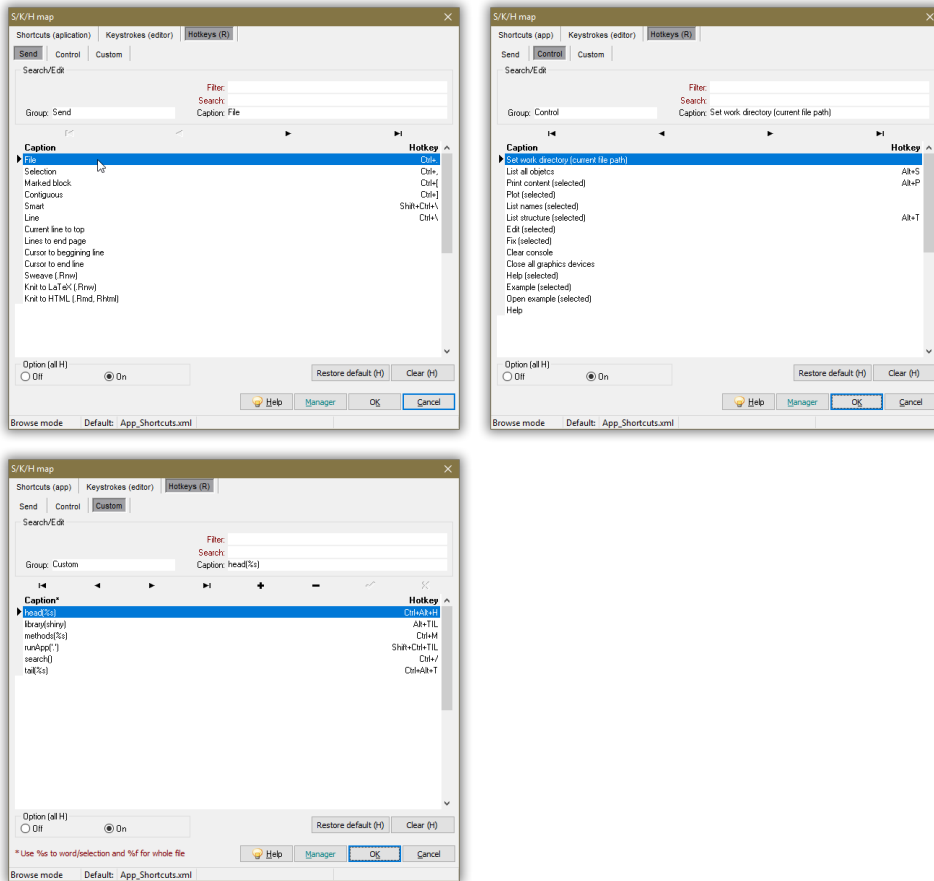 S/K/H map
Shortcuts (aplication) Keystrokes (editor) Hotkeys (R)
Send Control Custom
Search/Edit
Filter:
Search:
Group: Send Caption: File
Caption Hotkey
File Ctrl+.
Selection Ctrl+,
Marked block Ctrl+[
Contiguous Ctrl+]
Smart Shift+Ctrl+\
Line Ctrl+\
Current line to top
Lines to end page
Cursor to beggining line
Cursor to end line
Sweave (.Rnw)
Knit to LaTeX (.Rnw)
Knit to HTML (.Rmd, Rhtml)
Option (all H)
Off On Restore default (H) Clear (H)
Help Manager OK Cancel
Browse mode Default: App_Shortcuts.xml
S/K/H map
Shortcuts (app) Keystrokes (editor) Hotkeys (R)
Send Control Custom
Search/Edit
Filter:
Search:
Group: Control Caption: Set work directory (current file path)
Caption Hotkey
Set work directory (current file path)
List all objetcs Alt+S
Print content (selected) Alt+P
Plot (selected)
List names (selected)
List structure (selected) Alt+T
Edit (selected)
Fix (selected)
Clear console
Close all graphics devices
Help (selected)
Example (selected)
Open example (selected)
Help
Option (all H)
Off On Restore default (H) Clear (H)
Help Manager OK Cancel
Browse mode Default: App_Shortcuts.xml
S/K/H map
Shortcuts (app) Keystrokes (editor) Hotkeys (R)
Send Control Custom
Search/Edit
Filter:
Search:
Group: Custom Caption: head(%s)
Caption* Hotkey
head(%s) Ctrl+Alt+H
library(shiny) Alt+TIL
methods(%s) Ctrl+M
runApp('.') Shift+Ctrl+TIL
search() Ctrl+/
tail(%s) Ctrl+Alt+T
Option (all H)
Off On Restore default (H) Clear (H)
* Use %s to word/selection and %f for whole file Help Manager OK Cancel
Browse mode Default: App_Shortcuts.xml